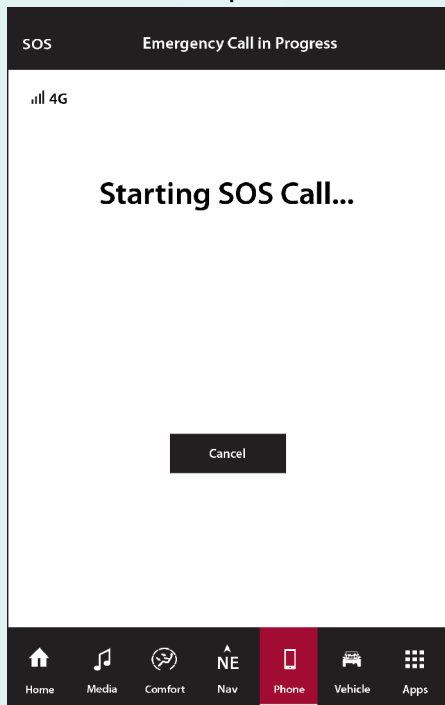 SOS Emergency Call in Progress
4G
Starting SOS Call...
Cancel
NE
Home Media Comfort Nav Phone Vehicle Apps